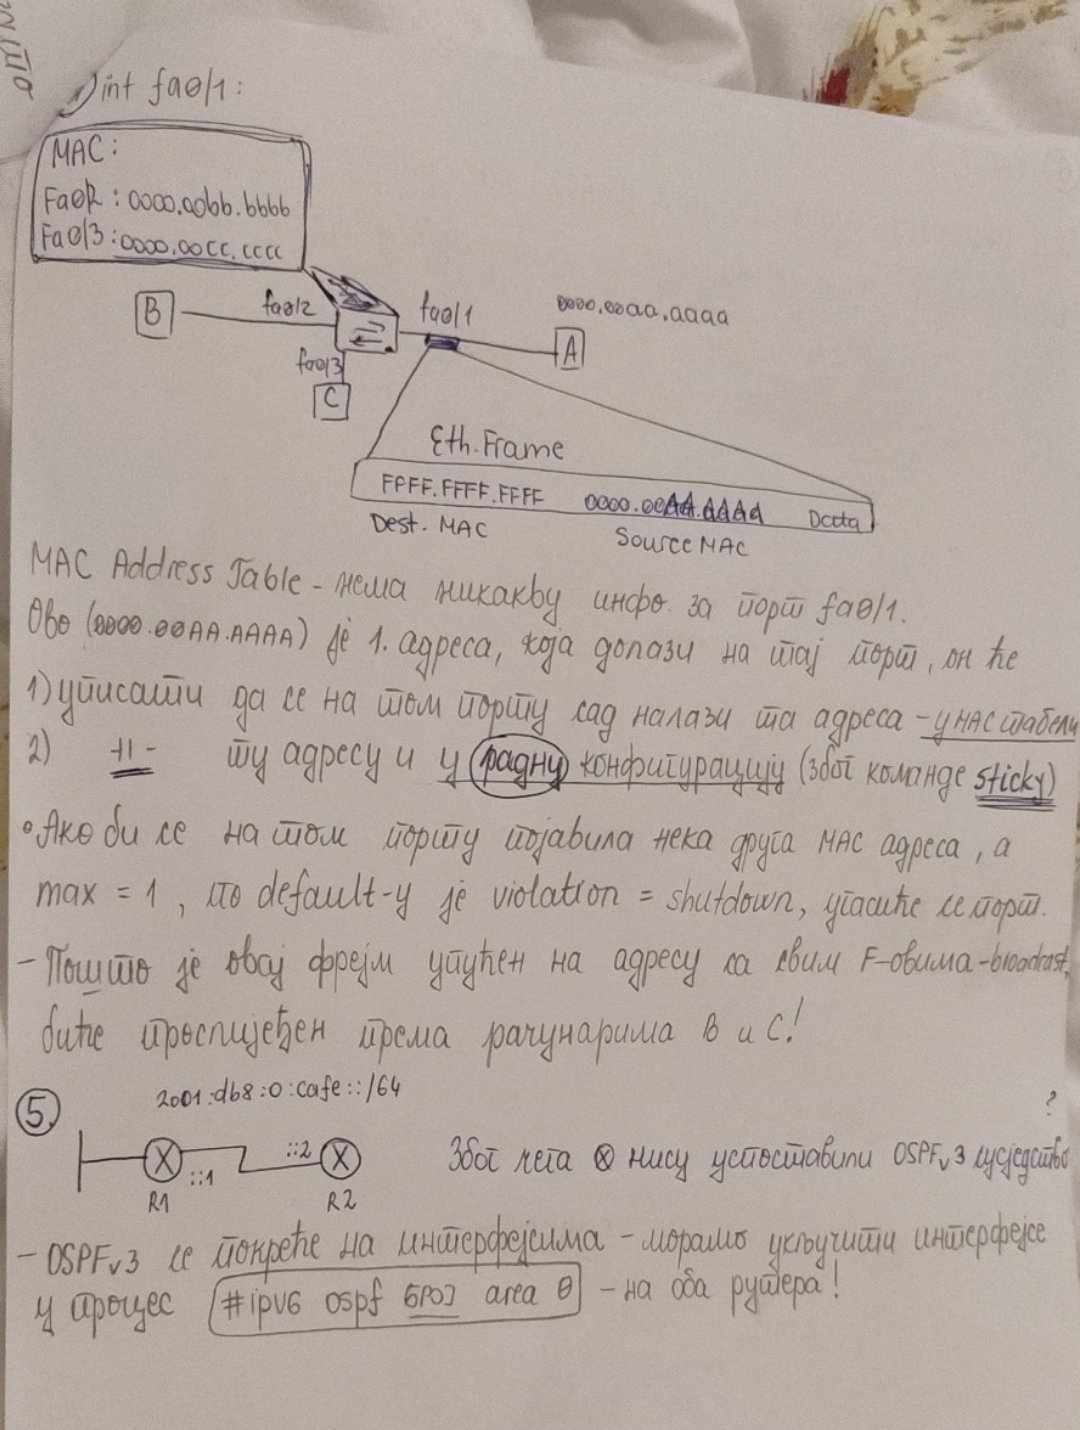 int fa0/1:
MAC:
Fa0/2: 0000.00bb.bbbb
Fa0/3: 0000.00cc.cccc
B
fa0/2
fa0/1
0000.00aa.aaaa
A
fa0/3
C
Eth. Frame
FFFF.FFFF.FFFF 0000.00AA.AAAA Data
Dest. MAC Source MAC
MAC Address Table - нема никакву инфо за порт fa0/1.
Ово (0000.00AA.AAAA) је 1. адреса, која долази на тај порт, он ће
1) уписати да се на том порту сад налази та адреса - у MAC табели
2) -||- ту адресу и у радну конфигурацију (због команде sticky)
• Ако би се на том порту појавила нека друга MAC адреса, а
max = 1, по default-у је violation = shutdown, угасиће се порт.
- Пошто је овај фрејм упућен на адресу са свим F-овима - broadcast,
биће прослијеђен према рачунарима B и C!
5. 2001:db8:0:cafe::/64
::1 ::2
R1 R2
Због чега нису успоставили OSPFv3 сусједство?
- OSPFv3 се покреће на интерфејсима - морамо укључити интерфејсе
у процес #ipv6 ospf БРОЈ area 0 - на оба рутера!